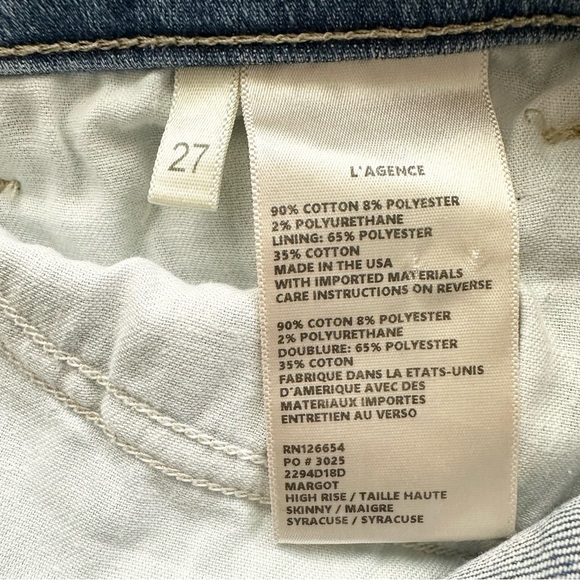 27
L'AGENCE
90% COTTON 8% POLYESTER
2% POLYURETHANE
LINING: 65% POLYESTER
35% COTTON
MADE IN THE USA
WITH IMPORTED MATERIALS
CARE INSTRUCTIONS ON REVERSE
90% COTON 8% POLYESTER
2% POLYURETHANE
DOUBLURE: 65% POLYESTER
35% COTON
FABRIQUE DANS LA ETATS-UNIS
D'AMERIQUE AVEC DES
MATERIAUX IMPORTES
ENTRETIEN AU VERSO
RN126654
PO # 3025
2294D18D
MARGOT
HIGH RISE / TAILLE HAUTE
SKINNY / MAIGRE
SYRACUSE / SYRACUSE